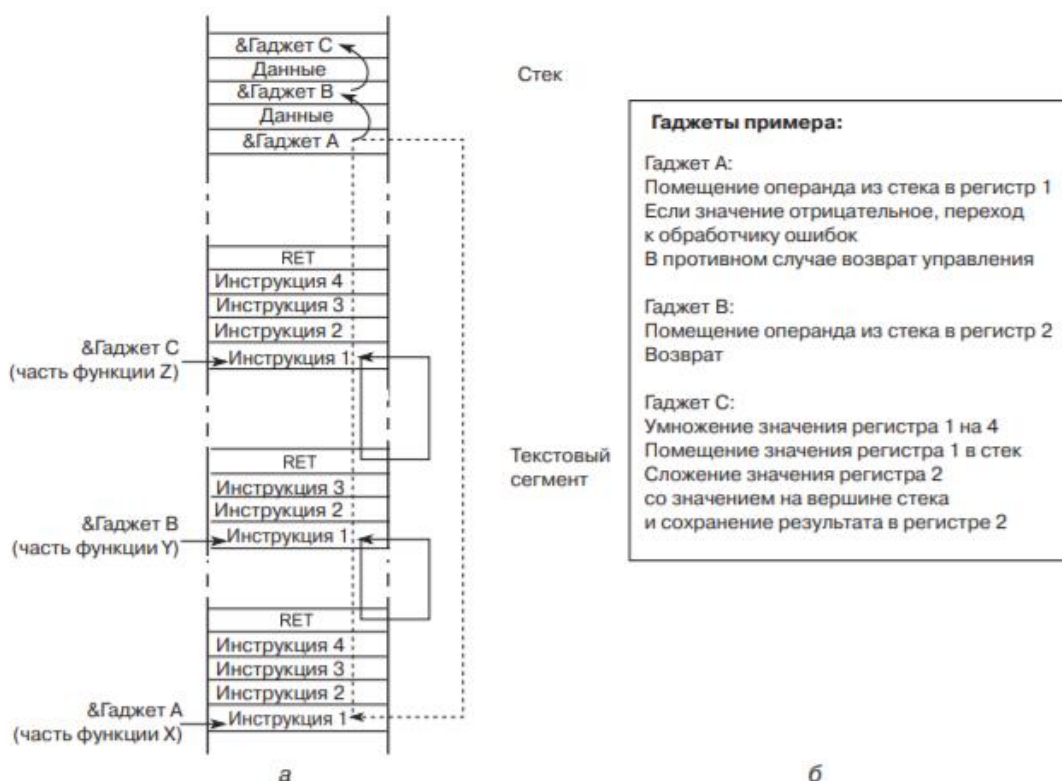 &Гаджет C
Данные
&Гаджет B
Данные
&Гаджет A
Стек
RET
Инструкция 4
Инструкция 3
Инструкция 2
Инструкция 1
&Гаджет C
(часть функции Z)
RET
Инструкция 3
Инструкция 2
Инструкция 1
&Гаджет B
(часть функции Y)
Текстовый
сегмент
RET
Инструкция 4
Инструкция 3
Инструкция 2
Инструкция 1
&Гаджет A
(часть функции X)
а
Гаджеты примера:
Гаджет A:
Помещение операнда из стека в регистр 1
Если значение отрицательное, переход
к обработчику ошибок
В противном случае возврат управления
Гаджет B:
Помещение операнда из стека в регистр 2
Возврат
Гаджет C:
Умножение значения регистра 1 на 4
Помещение значения регистра 1 в стек
Сложение значения регистра 2
со значением на вершине стека
и сохранение результата в регистре 2
б